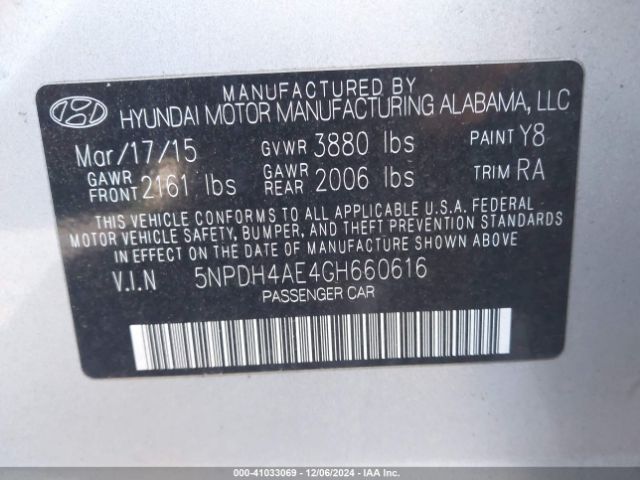 MANUFACTURED BY
HYUNDAI MOTOR MANUFACTURING ALABAMA, LLC
Mar/17/15 GVWR 3880 lbs PAINT Y8
GAWR FRONT 2161 lbs GAWR REAR 2006 lbs TRIM RA
THIS VEHICLE CONFORMS TO ALL APPLICABLE U.S.A. FEDERAL
MOTOR VEHICLE SAFETY, BUMPER, AND THEFT PREVENTION STANDARDS
IN EFFECT ON THE DATE OF MANUFACTURE SHOWN ABOVE.
V.I.N 5NPDH4AE4GH660616
PASSENGER CAR
000-41033069 - 12/06/2024 - IAA Inc.